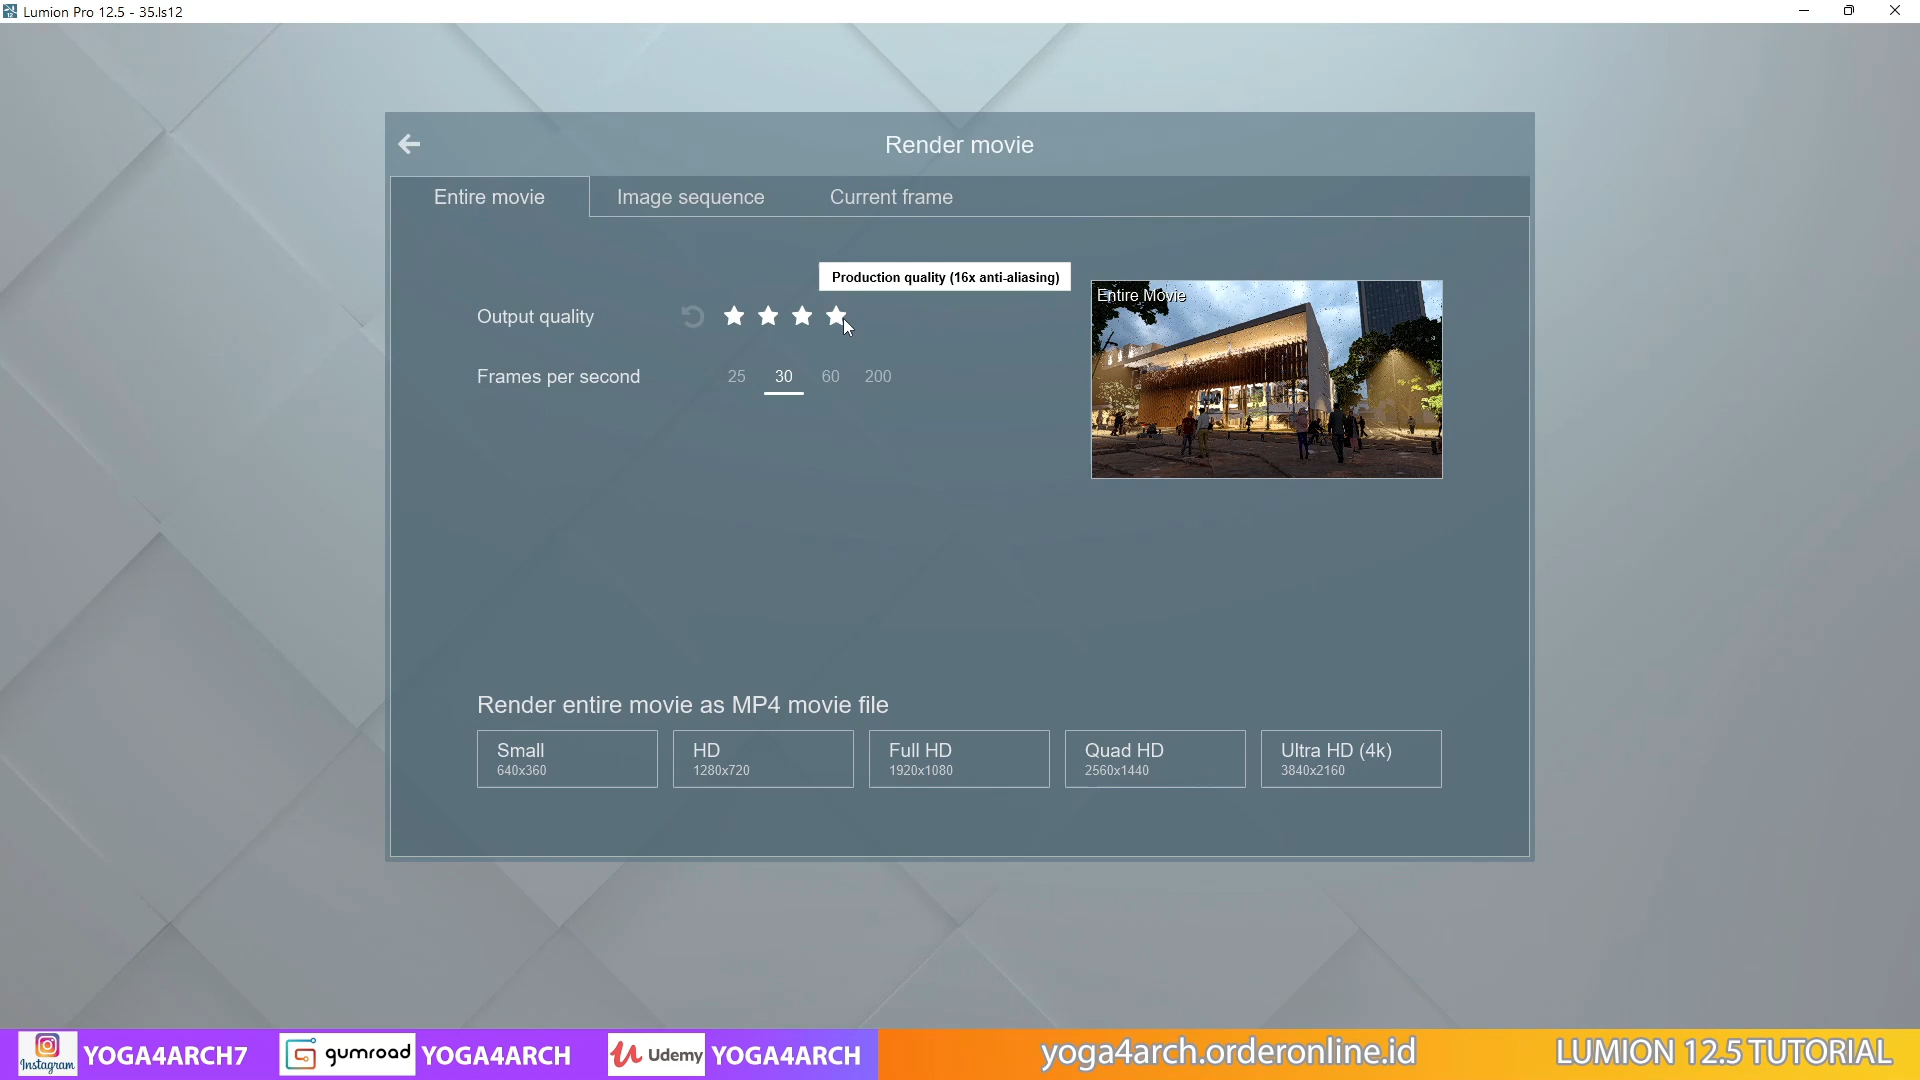 Lumion Pro 12.5 - 35.ls12
Render movie
Entire movie
Image sequence
Current frame
Production quality (16x anti-aliasing)
Output quality
Frames per second
25
30
60
200
Entire Movie
Render entire movie as MP4 movie file
Small
640x360
HD
1280x720
Full HD
1920x1080
Quad HD
2560x1440
Ultra HD (4k)
3840x2160
Instagram
YOGA4ARCH7
gumroad
YOGA4ARCH
Udemy
YOGA4ARCH
yoga4arch.orderonline.id
LUMION 12.5 TUTORIAL